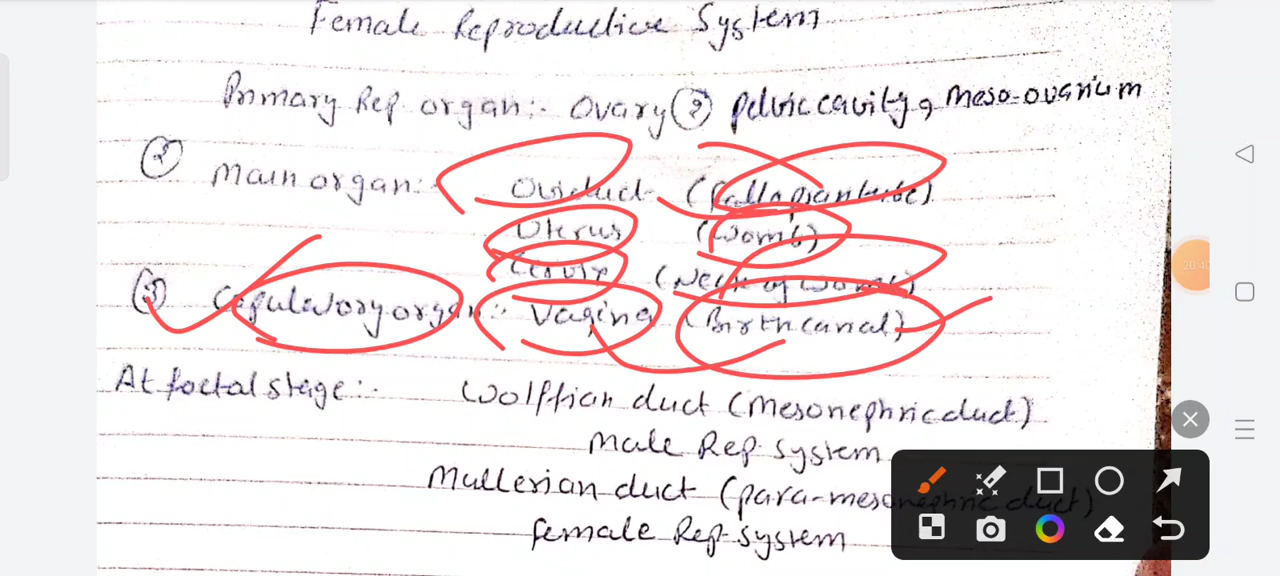 Female Reproductive System
Primary Rep organ:- Ovary (2) pelvic cavity, meso-ovarium
(2) Main organ:- Oviduct (Fallopian tube)
Uterus (Womb)
Cervix (Neck of womb)
(3) Copulatory organ:- Vagina (Birth canal)
At foetal stage:- Wolffian duct (Mesonephric duct)
Male Rep. system
Mullerian duct (para-mesonephric duct)
Female Rep. system